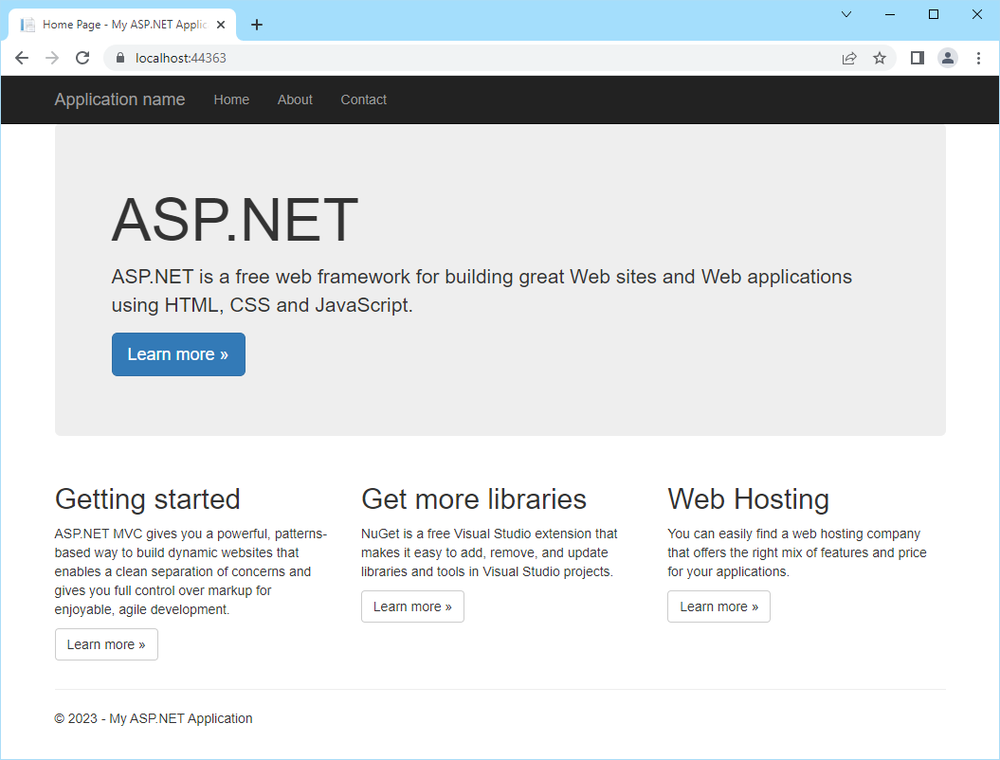 Home Page - My ASP.NET Applic
localhost:44363
Application name Home About Contact
ASP.NET
ASP.NET is a free web framework for building great Web sites and Web applications
using HTML, CSS and JavaScript.
Learn more »
Getting started
ASP.NET MVC gives you a powerful, patterns-
based way to build dynamic websites that
enables a clean separation of concerns and
gives you full control over markup for
enjoyable, agile development.
Learn more »
Get more libraries
NuGet is a free Visual Studio extension that
makes it easy to add, remove, and update
libraries and tools in Visual Studio projects.
Learn more »
Web Hosting
You can easily find a web hosting company
that offers the right mix of features and price
for your applications.
Learn more »
© 2023 - My ASP.NET Application